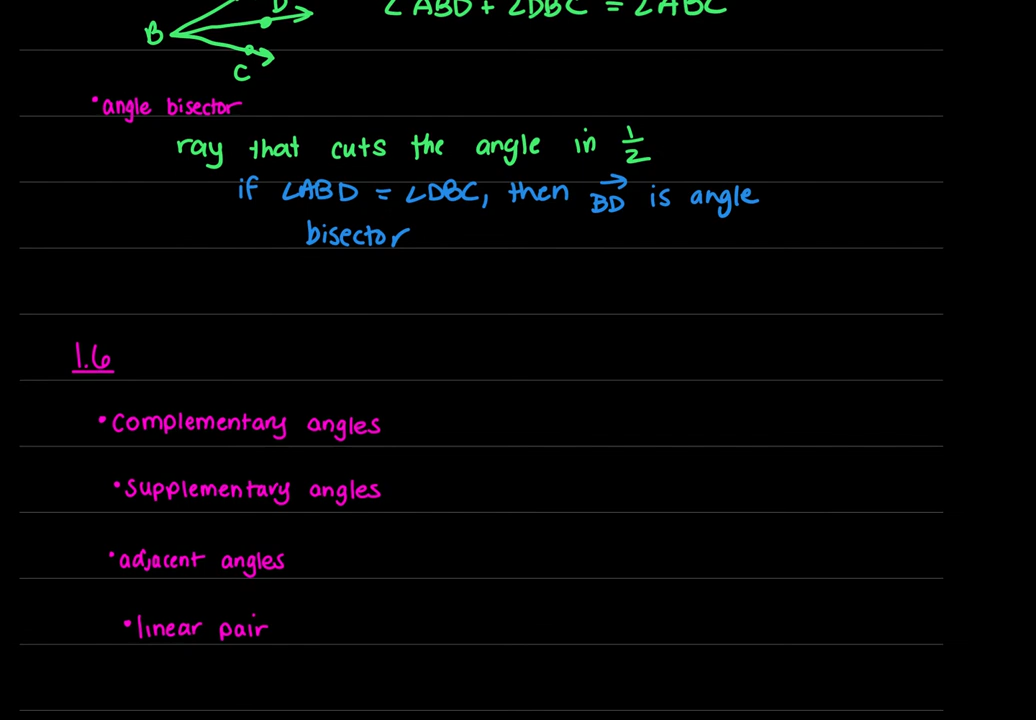 D
∠ABD + ∠DBC = ∠ABC
B
C
• angle bisector
ray that cuts the angle in 1/2
if ∠ABD = ∠DBC, then →BD is angle
bisector
1.6
• Complementary angles
• Supplementary angles
• adjacent angles
• linear pair